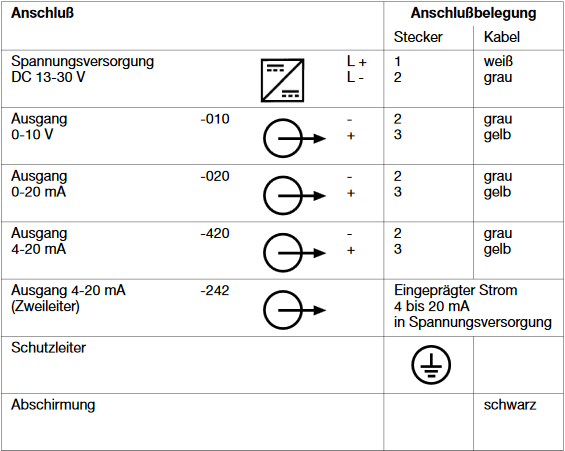 Anschluß Anschlußbelegung
Stecker Kabel
Spannungsversorgung L + 1 weiß
DC 13-30 V L - 2 grau
Ausgang -010 - 2 grau
0-10 V + 3 gelb
Ausgang -020 - 2 grau
0-20 mA + 3 gelb
Ausgang -420 - 2 grau
4-20 mA + 3 gelb
Ausgang 4-20 mA -242 Eingeprägter Strom
(Zweileiter) 4 bis 20 mA
in Spannungsversorgung
Schutzleiter
Abschirmung schwarz